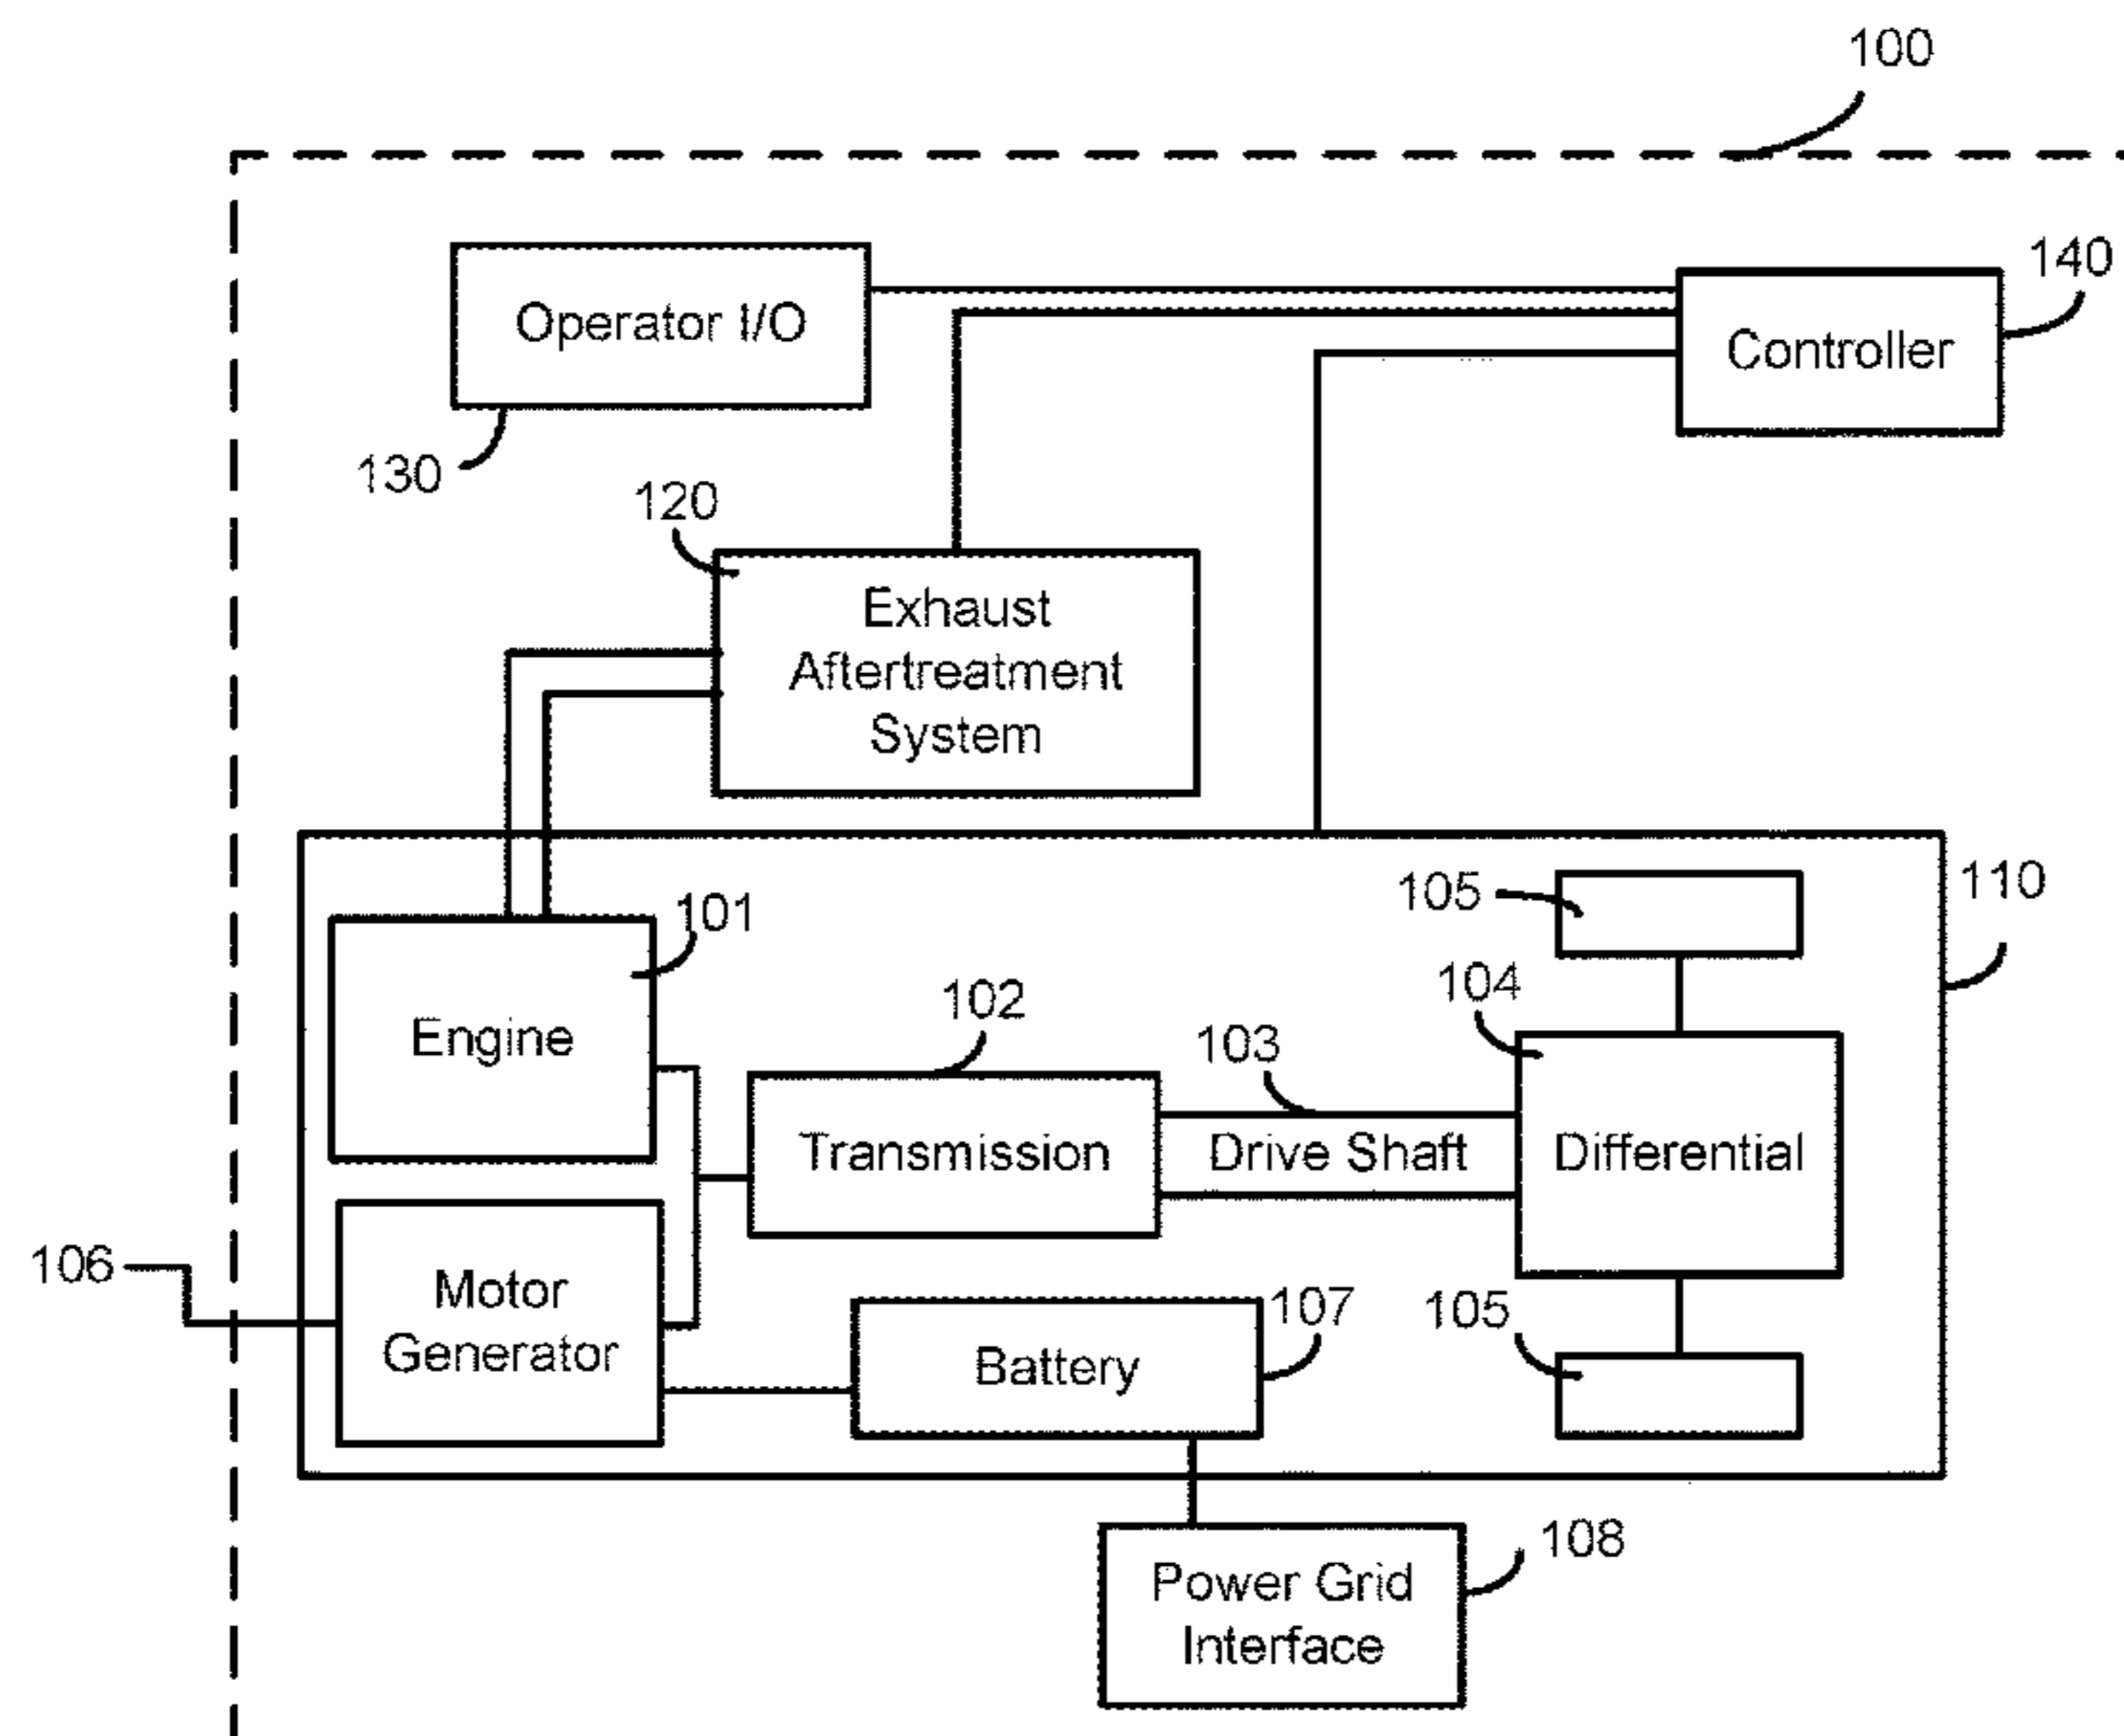 100
Operator I/O
140
Controller
130
120
Exhaust
Aftertreatment
System
110
105
101
104
102
Engine
103
Transmission
Drive Shaft
Differential
106
Motor
Generator
107
105
Battery
108
Power Grid
Interface